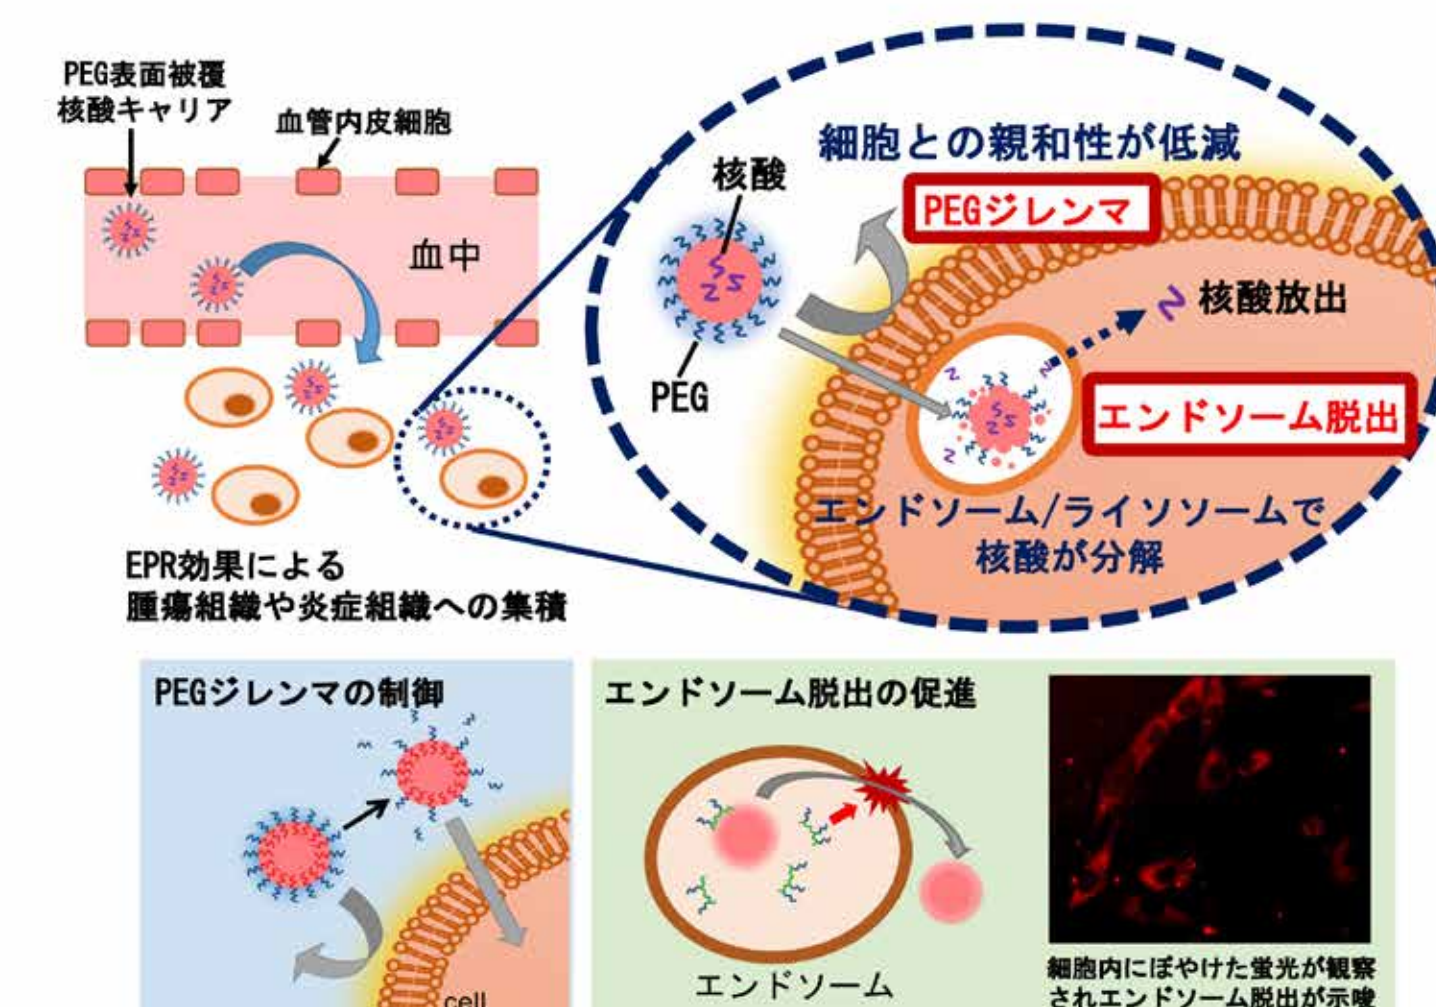 PEG表面被覆
核酸キャリア
血管内皮細胞
血中
EPR効果による
腫瘍組織や炎症組織への集積
細胞との親和性が低減
核酸
PEGジレンマ
核酸放出
PEG
エンドソーム脱出
エンドソーム/ライソソームで
核酸が分解
PEGジレンマの制御
cell
エンドソーム脱出の促進
エンドソーム
細胞内にぼやけた蛍光が観察
されエンドソーム脱出が示唆